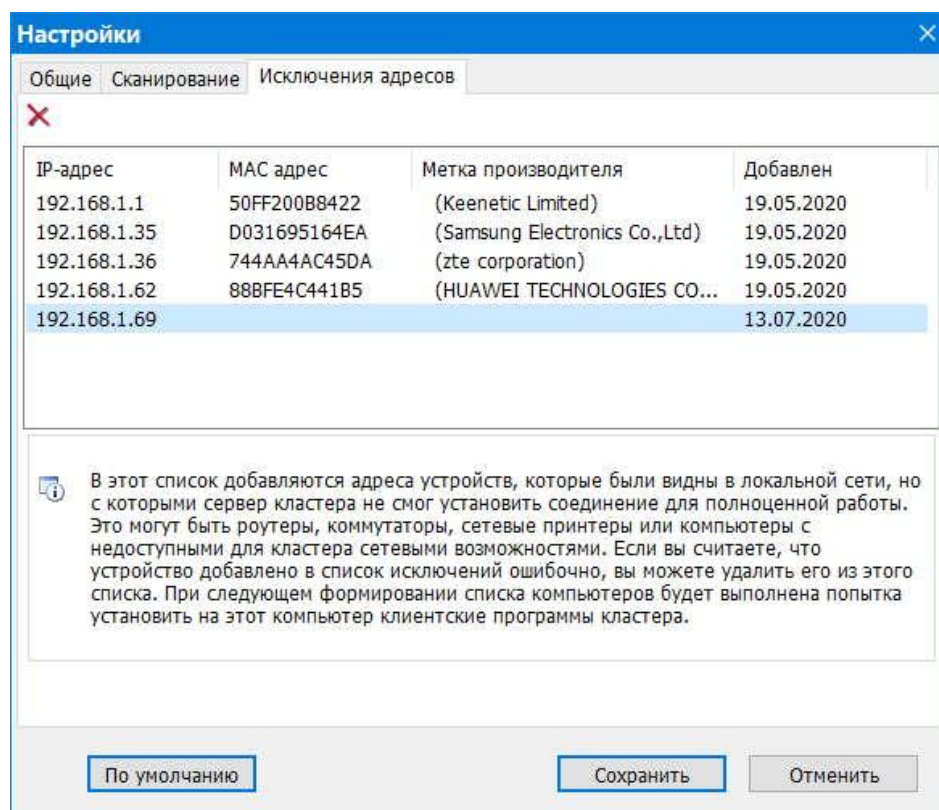 Настройки
Общие Сканирование Исключения адресов
IP-адрес MAC адрес Метка производителя Добавлен
192.168.1.1 50FF200B8422 (Keenetic Limited) 19.05.2020
192.168.1.35 D031695164EA (Samsung Electronics Co.,Ltd) 19.05.2020
192.168.1.36 744AA4AC45DA (zte corporation) 19.05.2020
192.168.1.62 88BFE4C441B5 (HUAWEI TECHNOLOGIES CO... 19.05.2020
192.168.1.69 13.07.2020
В этот список добавляются адреса устройств, которые были видны в локальной сети, но
с которыми сервер кластера не смог установить соединение для полноценной работы.
Это могут быть роутеры, коммутаторы, сетевые принтеры или компьютеры с
недоступными для кластера сетевыми возможностями. Если вы считаете, что
устройство добавлено в список исключений ошибочно, вы можете удалить его из этого
списка. При следующем формировании списка компьютеров будет выполнена попытка
установить на этот компьютер клиентские программы кластера.
По умолчанию Сохранить Отменить